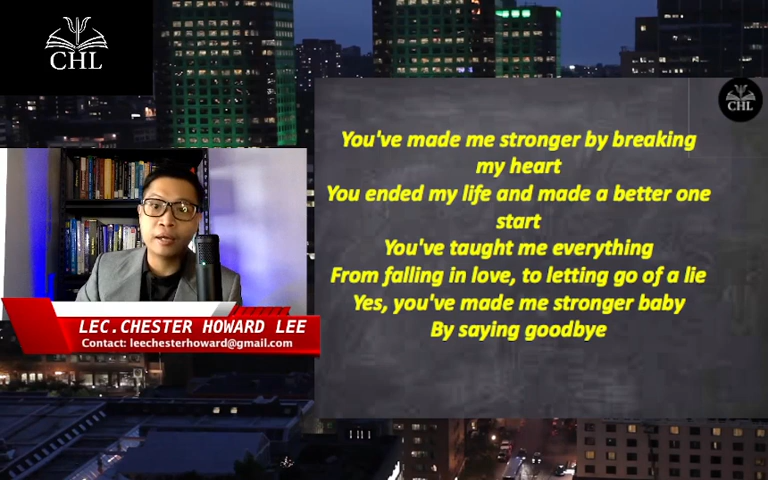 CHL
CHL
You've made me stronger by breaking
my heart
You ended my life and made a better one
start
You've taught me everything
From falling in love, to letting go of a lie
Yes, you've made me stronger baby
By saying goodbye
LEC.CHESTER HOWARD LEE
Contact: leechesterhoward@gmail.com